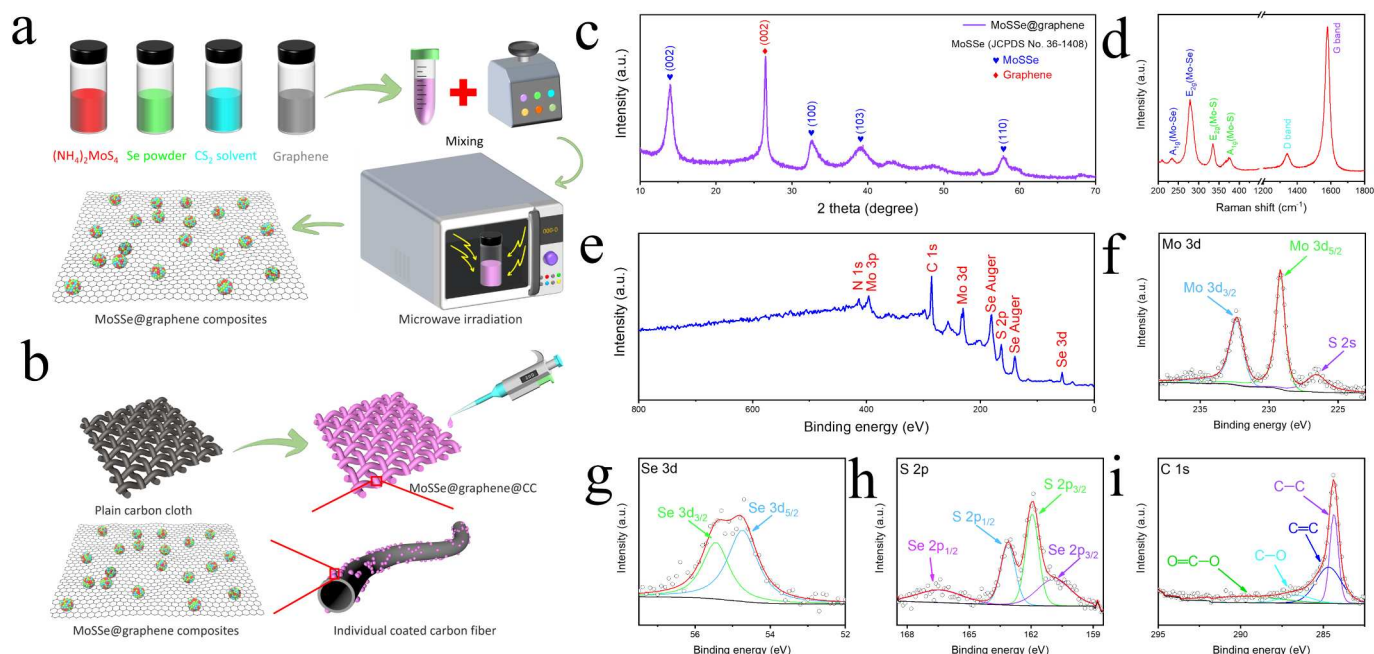 a
(NH₄)₂MoS₄
Se powder
CS₂ solvent
Graphene
Mixing
MoSSe@graphene composites
Microwave irradiation
b
Plain carbon cloth
MoSSe@graphene@CC
MoSSe@graphene composites
Individual coated carbon fiber
c
Intensity (a.u.)
(002)
(002)
(100)
(103)
(110)
MoSSe@graphene
MoSSe (JCPDS No. 36-1408)
MoSSe
Graphene
10 20 30 40 50 60 70
2 theta (degree)
d
Intensity (a.u.)
A₁g(Mo-Se)
E₂g(Mo-Se)
E₂g(Mo-S)
A₁g(Mo-S)
D band
G band
200 250 300 350 400 1200 1400 1600 1800
Raman shift (cm⁻¹)
e
Intensity (a.u.)
N 1s
Mo 3p
C 1s
Mo 3d
Se Auger
S 2p
Se Auger
Se 3d
800 600 400 200 0
Binding energy (eV)
f
Mo 3d
Intensity (a.u.)
Mo 3d₃/₂
Mo 3d₅/₂
S 2s
235 230 225
Binding energy (eV)
g
Se 3d
Intensity (a.u.)
Se 3d₃/₂
Se 3d₅/₂
56 54 52
Binding energy (eV)
h
S 2p
Intensity (a.u.)
Se 2p₁/₂
S 2p₁/₂
S 2p₃/₂
Se 2p₃/₂
168 165 162 159
Binding energy (eV)
i
C 1s
Intensity (a.u.)
C−C
C=C
C−O
O=C−O
295 290 285
Binding energy (eV)